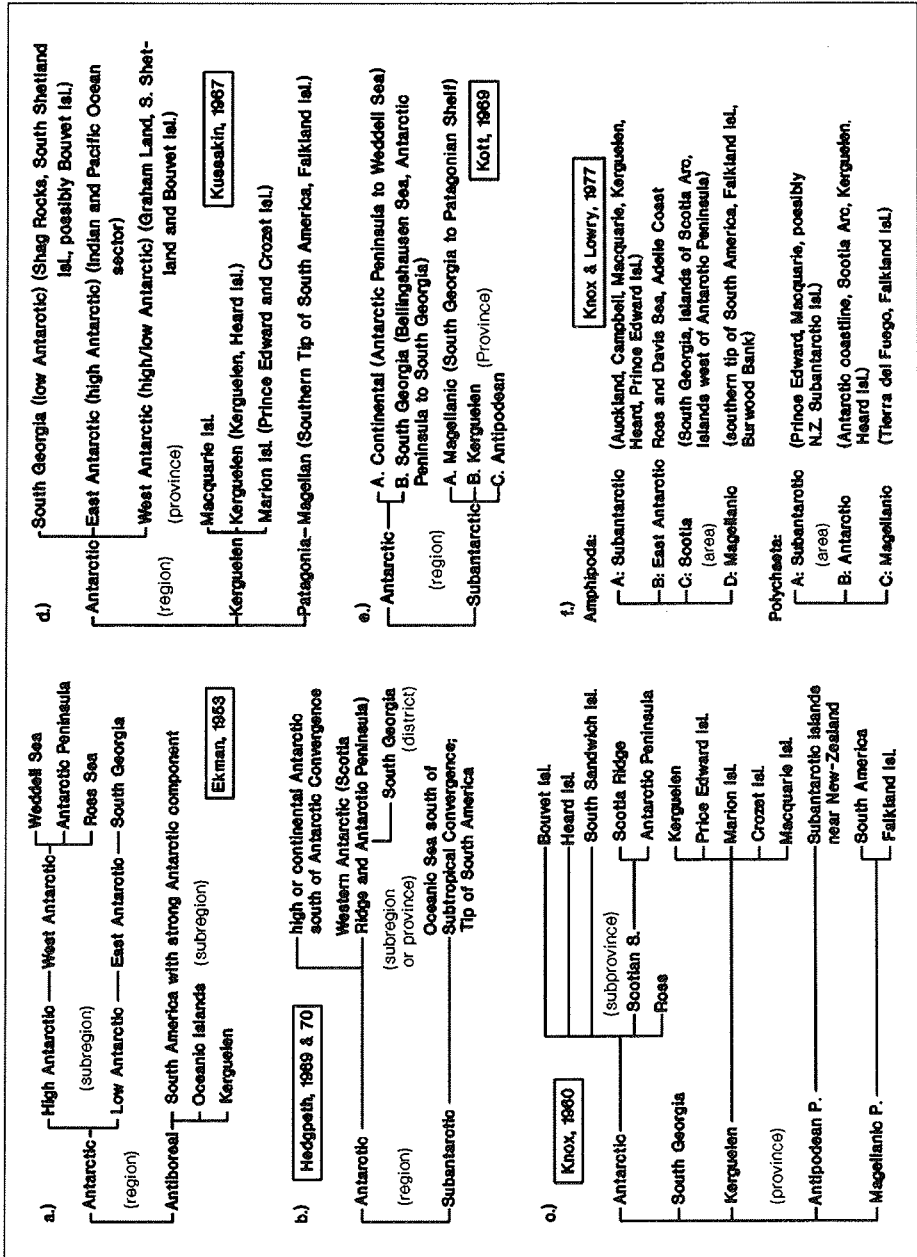 a.)
High Antarctic
West Antarctic
Weddell Sea
Antarctic Peninsula
Ross Sea
Antarctic
(subregion)
(region)
Low Antarctic
East Antarctic
South Georgia
Antiboreal
South America with strong Antarctic component
Oceanic Islands
(subregion)
Kerguelen
Ekman, 1953
b.)
Hedgpeth, 1969 & 70
high or continental Antarctic
south of Antarctic Convergence
Western Antarctic (Scotia
Antarctic
Ridge and Antarctic Peninsula)
(region)
(subregion
or province)
South Georgia
(district)
Oceanic Sea south of
Subantarctic
Subtropical Convergence;
Tip of South America
c.)
Knox, 1960
Bouvet Isl.
Heard Isl.
South Sandwich Isl.
Antarctic
(subprovince)
Scotian S.
Scotia Ridge
Antarctic Peninsula
Ross
South Georgia
Kerguelen
Kerguelen
Price Edward Isl.
Marion Isl.
Crozet Isl.
Macquarie Isl.
(province)
Antipodean P.
Subantarctic islands
near New-Zealand
Magellanic P.
South America
Falkland Isl.
d.)
South Georgia (low Antarctic) (Shag Rocks, South Shetland
Isl., possibly Bouvet Isl.)
Antarctic
East Antarctic (high Antarctic) (Indian and Pacific Ocean
sector)
(region)
West Antarctic (high/low Antarctic) (Graham Land, S. Shet-
land and Bouvet Isl.)
(province)
Macquarie Isl.
Kussakin, 1967
Kerguelen
Kerguelen (Kerguelen, Heard Isl.)
Marion Isl. (Prince Edward and Crozet Isl.)
Patagonia
Magellan (Southern Tip of South America, Falkland Isl.)
e.)
Antarctic
A. Continental (Antarctic Peninsula to Weddell Sea)
B. South Georgia (Bellingshausen Sea, Antarctic
Peninsula to South Georgia)
(region)
A. Magellanic (South Georgia to Patagonian Shelf)
Subantarctic
B. Kerguelen
(Province)
C. Antipodean
Kott, 1969
f.)
Amphipoda:
Knox & Lowry, 1977
A: Subantarctic
(Auckland, Campbell, Macquarie, Kerguelen,
Heard, Prince Edward Isl.)
B: East Antarctic
Ross and Davis Sea, Adelie Coast
C: Scotia
(South Georgia, Islands of Scotia Arc,
(area)
Islands west of Antarctic Peninsula)
D: Magellanic
(southern tip of South America, Falkland Isl.,
Burwood Bank)
Polychaeta:
A: Subantarctic
(Prince Edward, Macquarie, possibly
(area)
N.Z. Subantarctic Isl.)
B: Antarctic
(Antarctic coastline, Scotia Arc, Kerguelen.
Heard Isl.)
C: Magellanic
(Tierra del Fuego, Falkland Isl.)